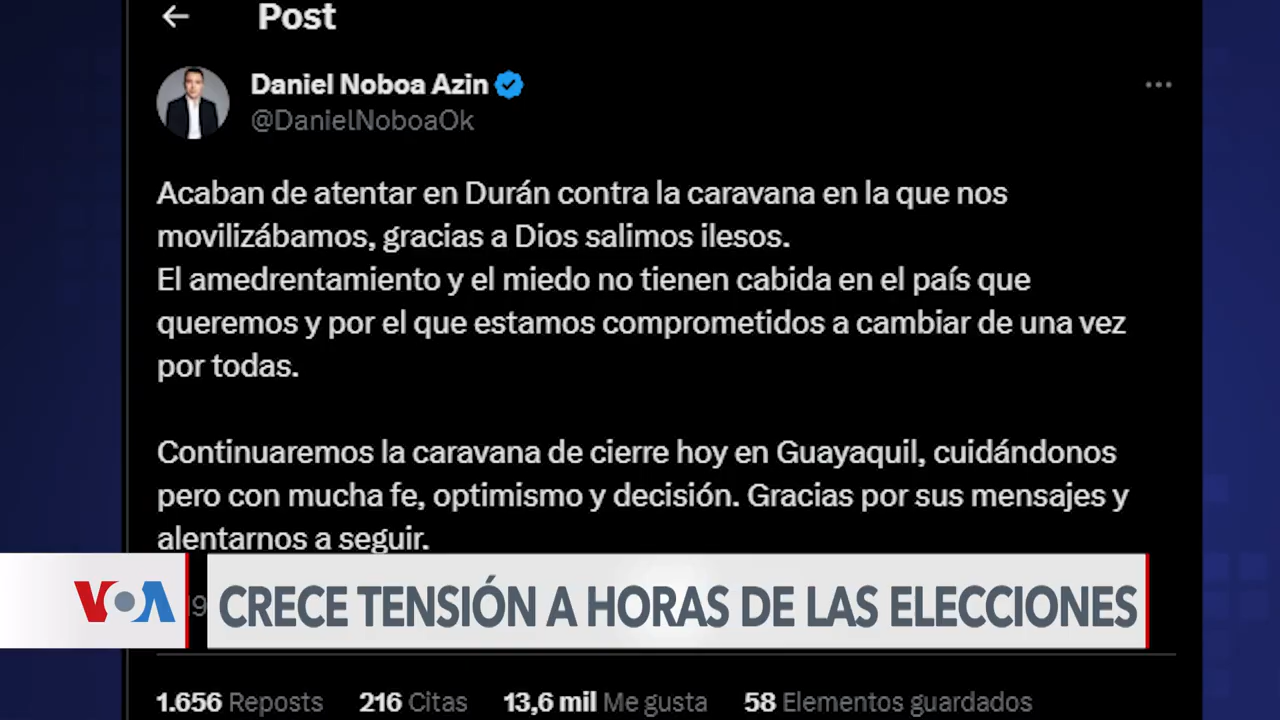 Post
Daniel Noboa Azin
@DanielNoboaOk
Acaban de atentar en Durán contra la caravana en la que nos
movilizábamos, gracias a Dios salimos ilesos.
El amedrentamiento y el miedo no tienen cabida en el país que
queremos y por el que estamos comprometidos a cambiar de una vez
por todas.
Continuaremos la caravana de cierre hoy en Guayaquil, cuidándonos
pero con mucha fe, optimismo y decisión. Gracias por sus mensajes y
alentarnos a seguir.
VOA
CRECE TENSIÓN A HORAS DE LAS ELECCIONES
1.656 Reposts 216 Citas 13,6 mil Me gusta 58 Elementos guardados